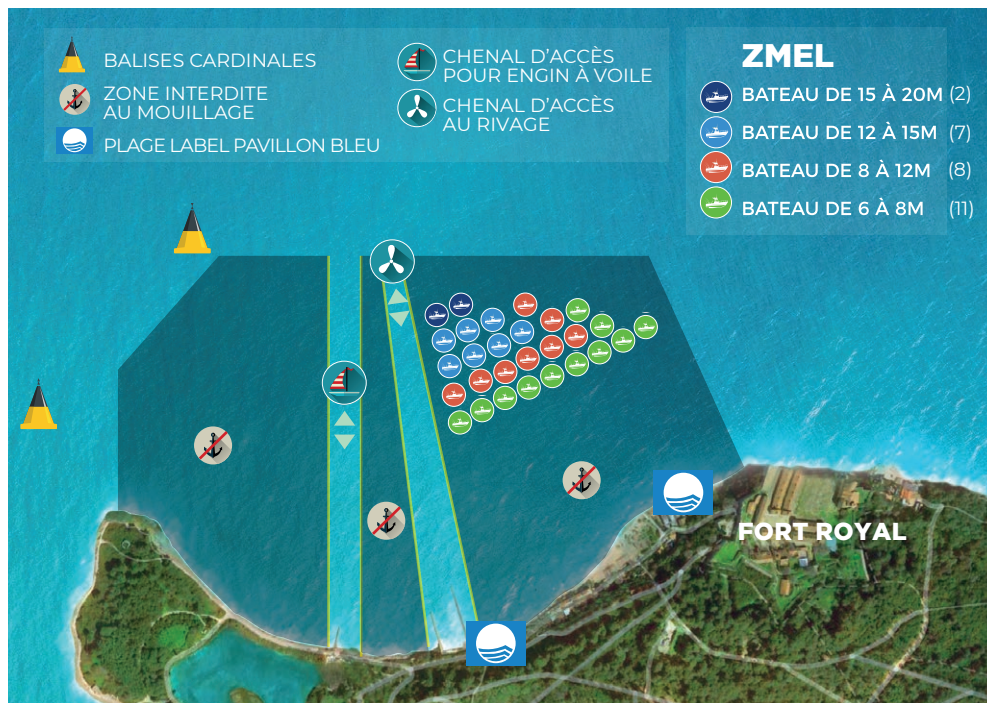 BALISES CARDINALES
ZONE INTERDITE
AU MOUILLAGE
PLAGE LABEL PAVILLON BLEU
CHENAL D'ACCÈS
POUR ENGIN À VOILE
CHENAL D'ACCÈS
AU RIVAGE
ZMEL
BATEAU DE 15 À 20M (2)
BATEAU DE 12 À 15M (7)
BATEAU DE 8 À 12M (8)
BATEAU DE 6 À 8M (11)
FORT ROYAL